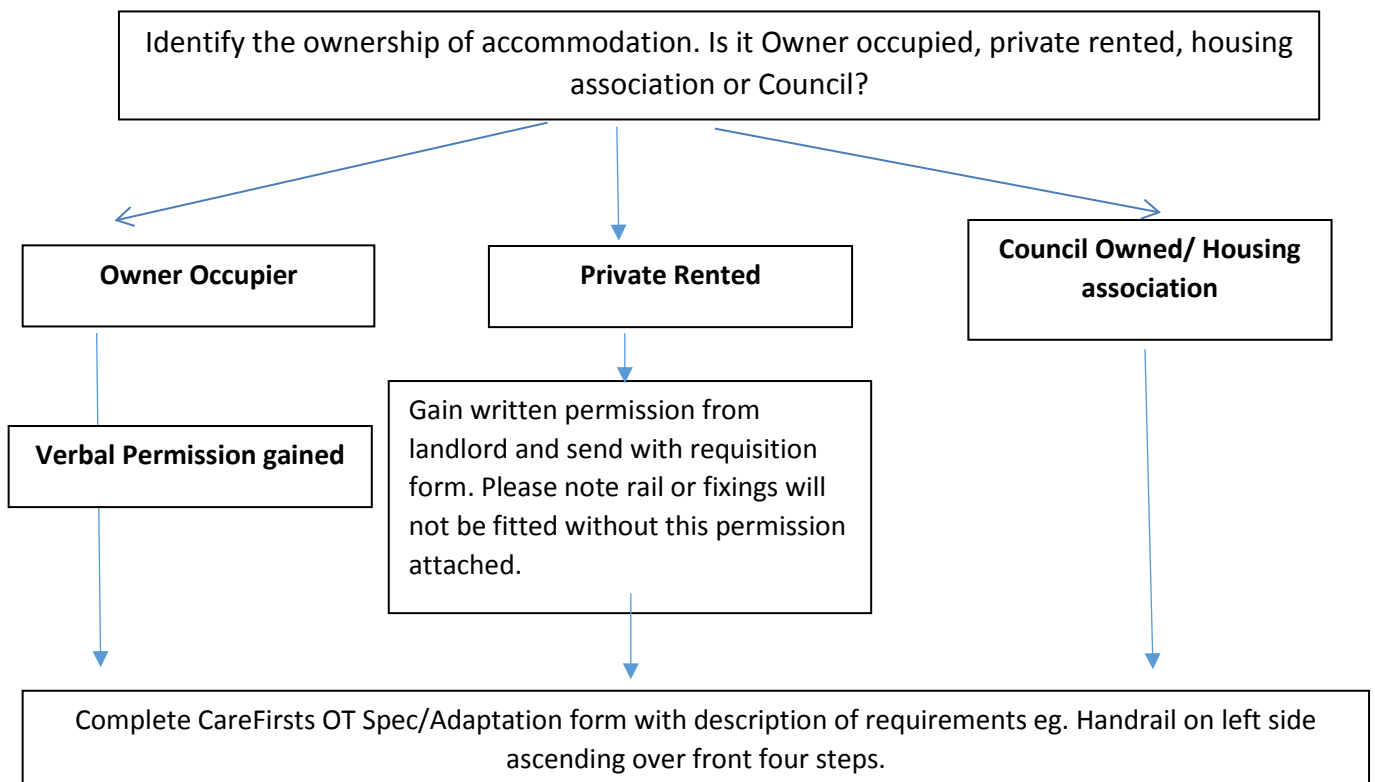 Identify the ownership of accommodation. Is it Owner occupied, private rented, housing
association or Council?
Owner Occupier
Private Rented
Council Owned/ Housing
association
Verbal Permission gained
Gain written permission from
landlord and send with requisition
form. Please note rail or fixings will
not be fitted without this permission
attached.
Complete CareFirsts OT Spec/Adaptation form with description of requirements eg. Handrail on left side
ascending over front four steps.